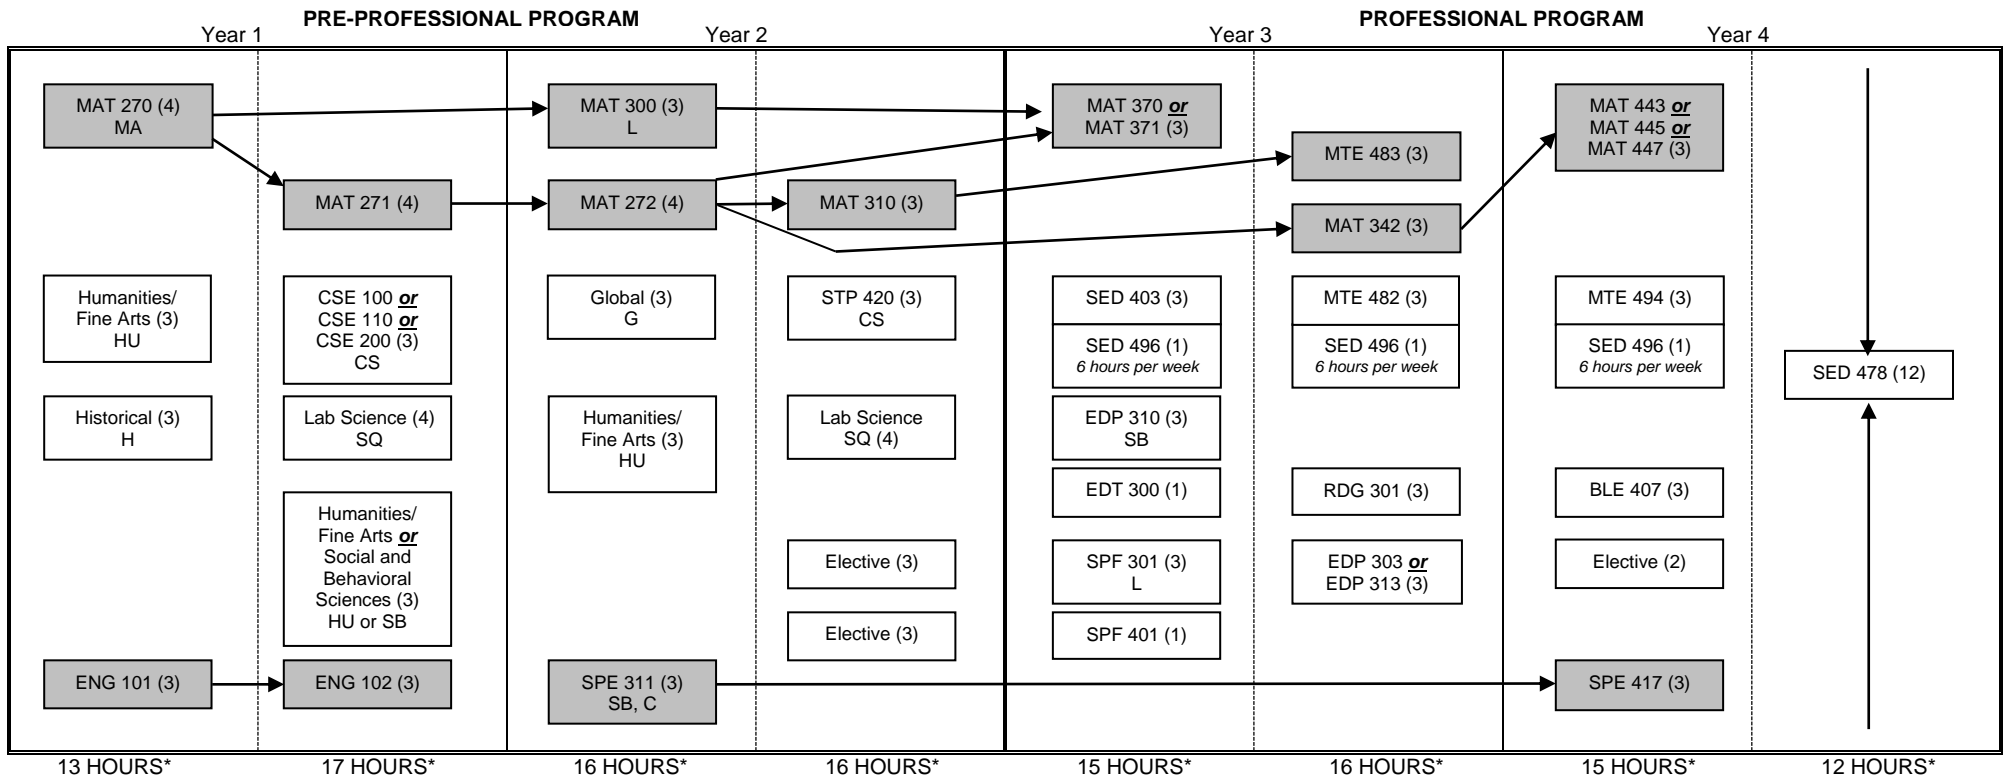 PRE-PROFESSIONAL PROGRAM
PROFESSIONAL PROGRAM
Year 1
Year 2
Year 3
Year 4
MAT 270 (4)
MA
Humanities/
Fine Arts (3)
HU
Historical (3)
H
ENG 101 (3)
13 HOURS*
MAT 271 (4)
CSE 100 or
CSE 110 or
CSE 200 (3)
CS
Lab Science (4)
SQ
Humanities/
Fine Arts or
Social and
Behavioral
Sciences (3)
HU or SB
ENG 102 (3)
17 HOURS*
MAT 300 (3)
L
MAT 272 (4)
Global (3)
G
Humanities/
Fine Arts (3)
HU
SPE 311 (3)
SB, C
16 HOURS*
MAT 310 (3)
STP 420 (3)
CS
Lab Science
SQ (4)
Elective (3)
Elective (3)
16 HOURS*
MAT 370 or
MAT 371 (3)
SED 403 (3)
SED 496 (1)
6 hours per week
EDP 310 (3)
SB
EDT 300 (1)
SPF 301 (3)
L
SPF 401 (1)
15 HOURS*
MTE 483 (3)
MAT 342 (3)
MTE 482 (3)
SED 496 (1)
6 hours per week
RDG 301 (3)
EDP 303 or
EDP 313 (3)
16 HOURS*
MAT 443 or
MAT 445 or
MAT 447 (3)
MTE 494 (3)
SED 496 (1)
6 hours per week
BLE 407 (3)
Elective (2)
SPE 417 (3)
15 HOURS*
SED 478 (12)
12 HOURS*